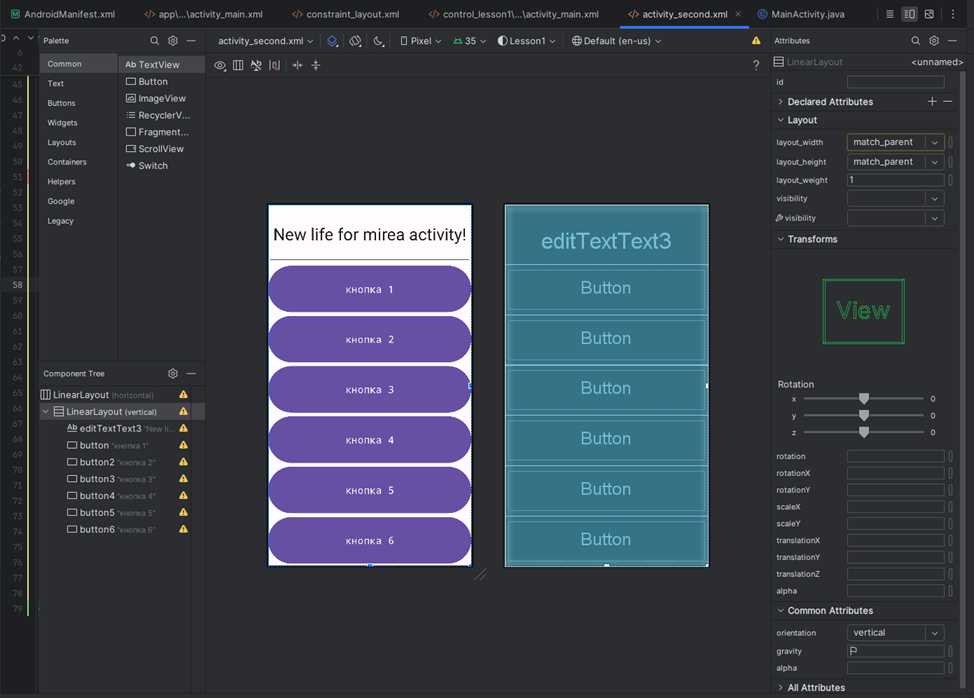 AndroidManifest.xml
app\...\activity_main.xml
constraint_layout.xml
control_lesson1\...\activity_main.xml
activity_second.xml
MainActivity.java
Palette
activity_second.xml
Pixel
35
Lesson1
Default (en-us)
Attributes
Common
Text
Buttons
Widgets
Layouts
Containers
Helpers
Google
Legacy
Ab TextView
Button
ImageView
RecyclerV...
Fragment...
ScrollView
Switch
?
6
42
45
46
47
48
49
50
51
52
53
54
55
56
57
58
59
60
61
62
63
64
65
66
67
68
69
70
71
72
73
74
75
76
77
78
79
Component Tree
LinearLayout (horizontal)
LinearLayout (vertical)
Ab editTextText3 "New li...
button "кнопка 1"
button2 "кнопка 2"
button3 "кнопка 3"
button4 "кнопка 4"
button5 "кнопка 5"
button6 "кнопка 6"
New life for mirea activity!
кнопка 1
кнопка 2
кнопка 3
кнопка 4
кнопка 5
кнопка 6
editTextText3
Button
Button
Button
Button
Button
Button
LinearLayout
<unnamed>
id
Declared Attributes
Layout
layout_width match_parent
layout_height match_parent
layout_weight 1
visibility
visibility
Transforms
View
Rotation
x 0
y 0
z 0
rotation
rotationX
rotationY
scaleX
scaleY
translationX
translationY
translationZ
alpha
Common Attributes
orientation vertical
gravity
alpha
All Attributes